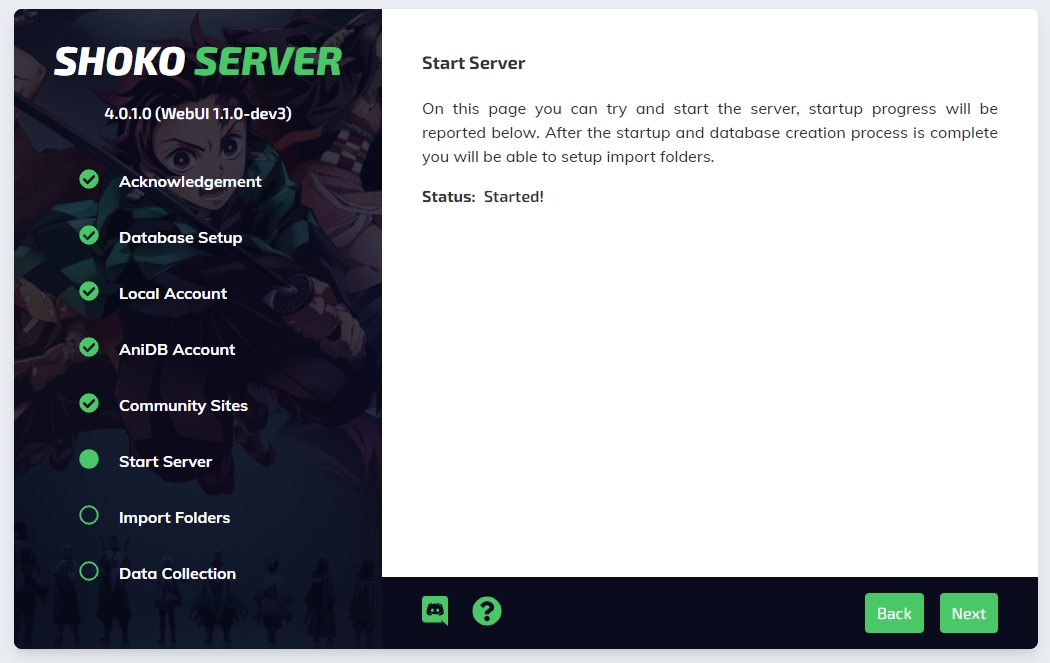 SHOKO SERVER
4.0.1.0 (WebUI 1.1.0-dev3)
Acknowledgement
Database Setup
Local Account
AniDB Account
Community Sites
Start Server
Import Folders
Data Collection
Start Server
On this page you can try and start the server, startup progress will be
reported below. After the startup and database creation process is complete
you will be able to setup import folders.
Status: Started!
Back
Next